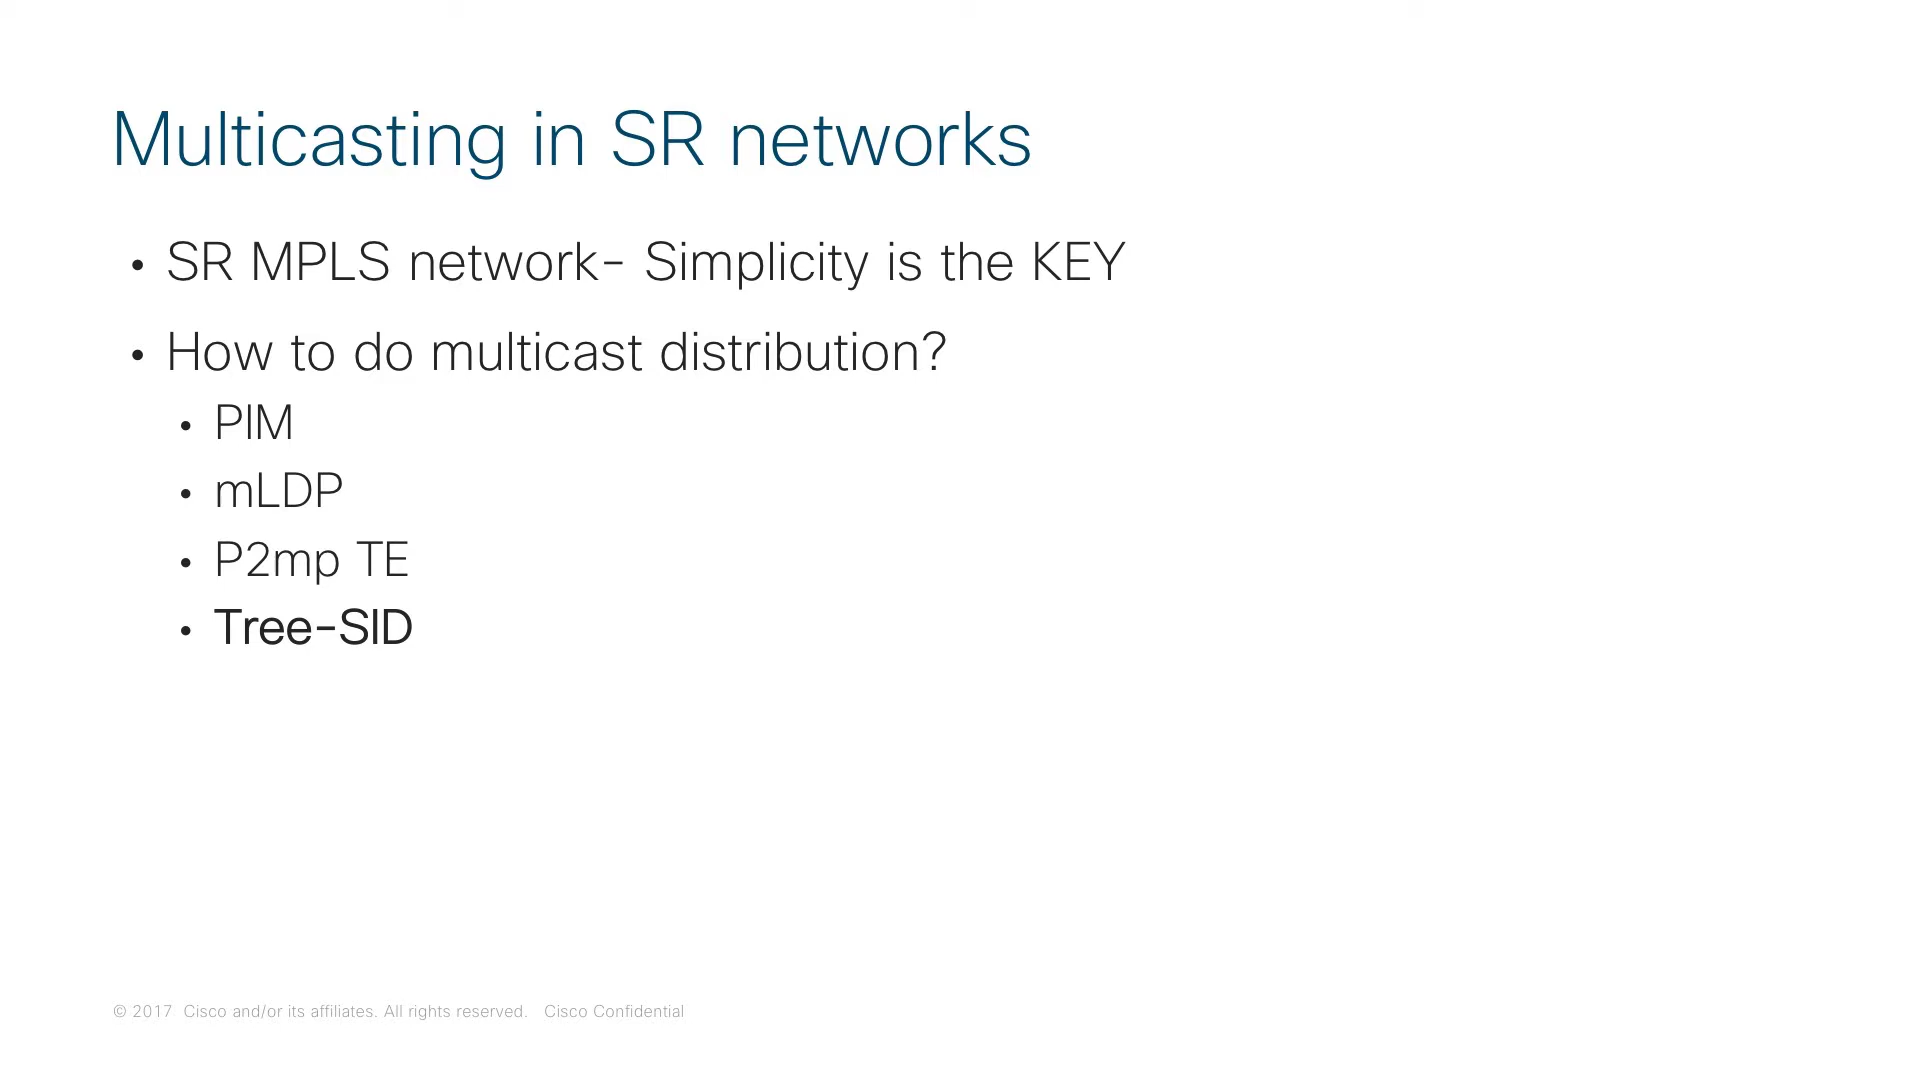 Multicasting in SR networks
• SR MPLS network- Simplicity is the KEY
• How to do multicast distribution?
• PIM
• mLDP
• P2mp TE
• Tree-SID
© 2017 Cisco and/or its affiliates. All rights reserved. Cisco Confidential